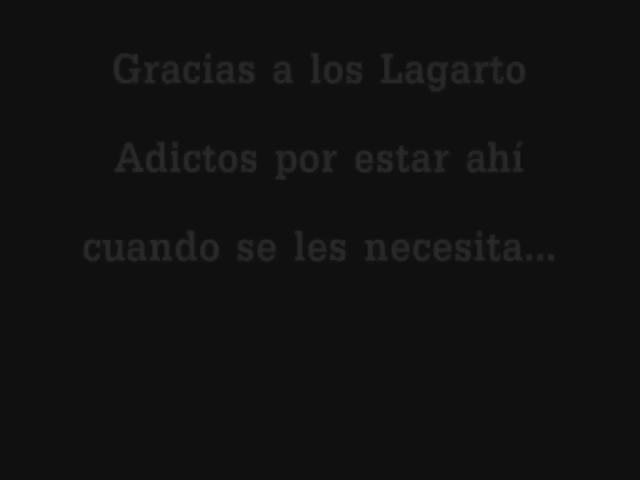 Gracias a los Lagarto
Adictos por estar ahí
cuando se les necesita...